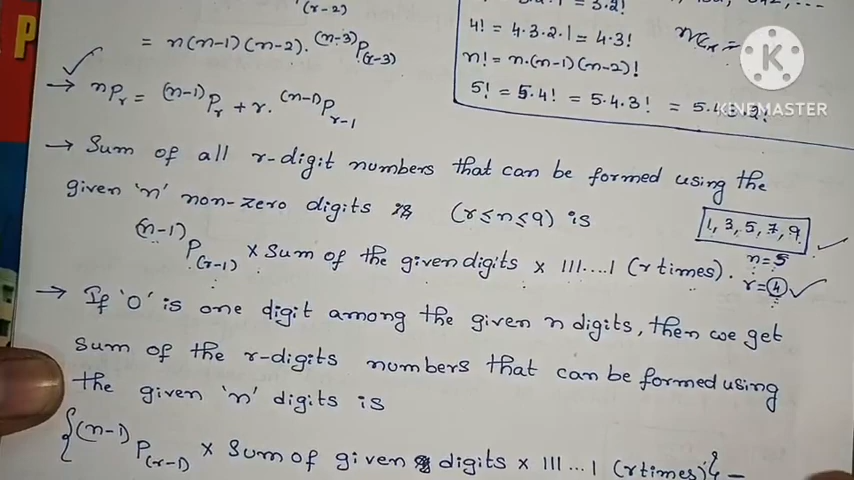 (r-2)
= n(n-1)(n-2). (n-3)P(r-3)
→ nPr = (n-1)Pr + r. (n-1)Pr-1
4! = 4.3.2.1 = 4.3!
n! = n.(n-1)(n-2)!
5! = 5.4! = 5.4.3! = 5.4.3.2!
nCr =
KINEMASTER
→ Sum of all r-digit numbers that can be formed using the
given 'n' non-zero digits is (r≤n≤9) is
(n-1)P(r-1) × Sum of the given digits × 111....1 (r times).
1, 3, 5, 7, 9
n=5
r=4
→ If '0' is one digit among the given n digits, then we get
sum of the r-digits numbers that can be formed using
the given 'n' digits is
{(n-1)P(r-1) × Sum of given digits × 111...1 (r times)} -